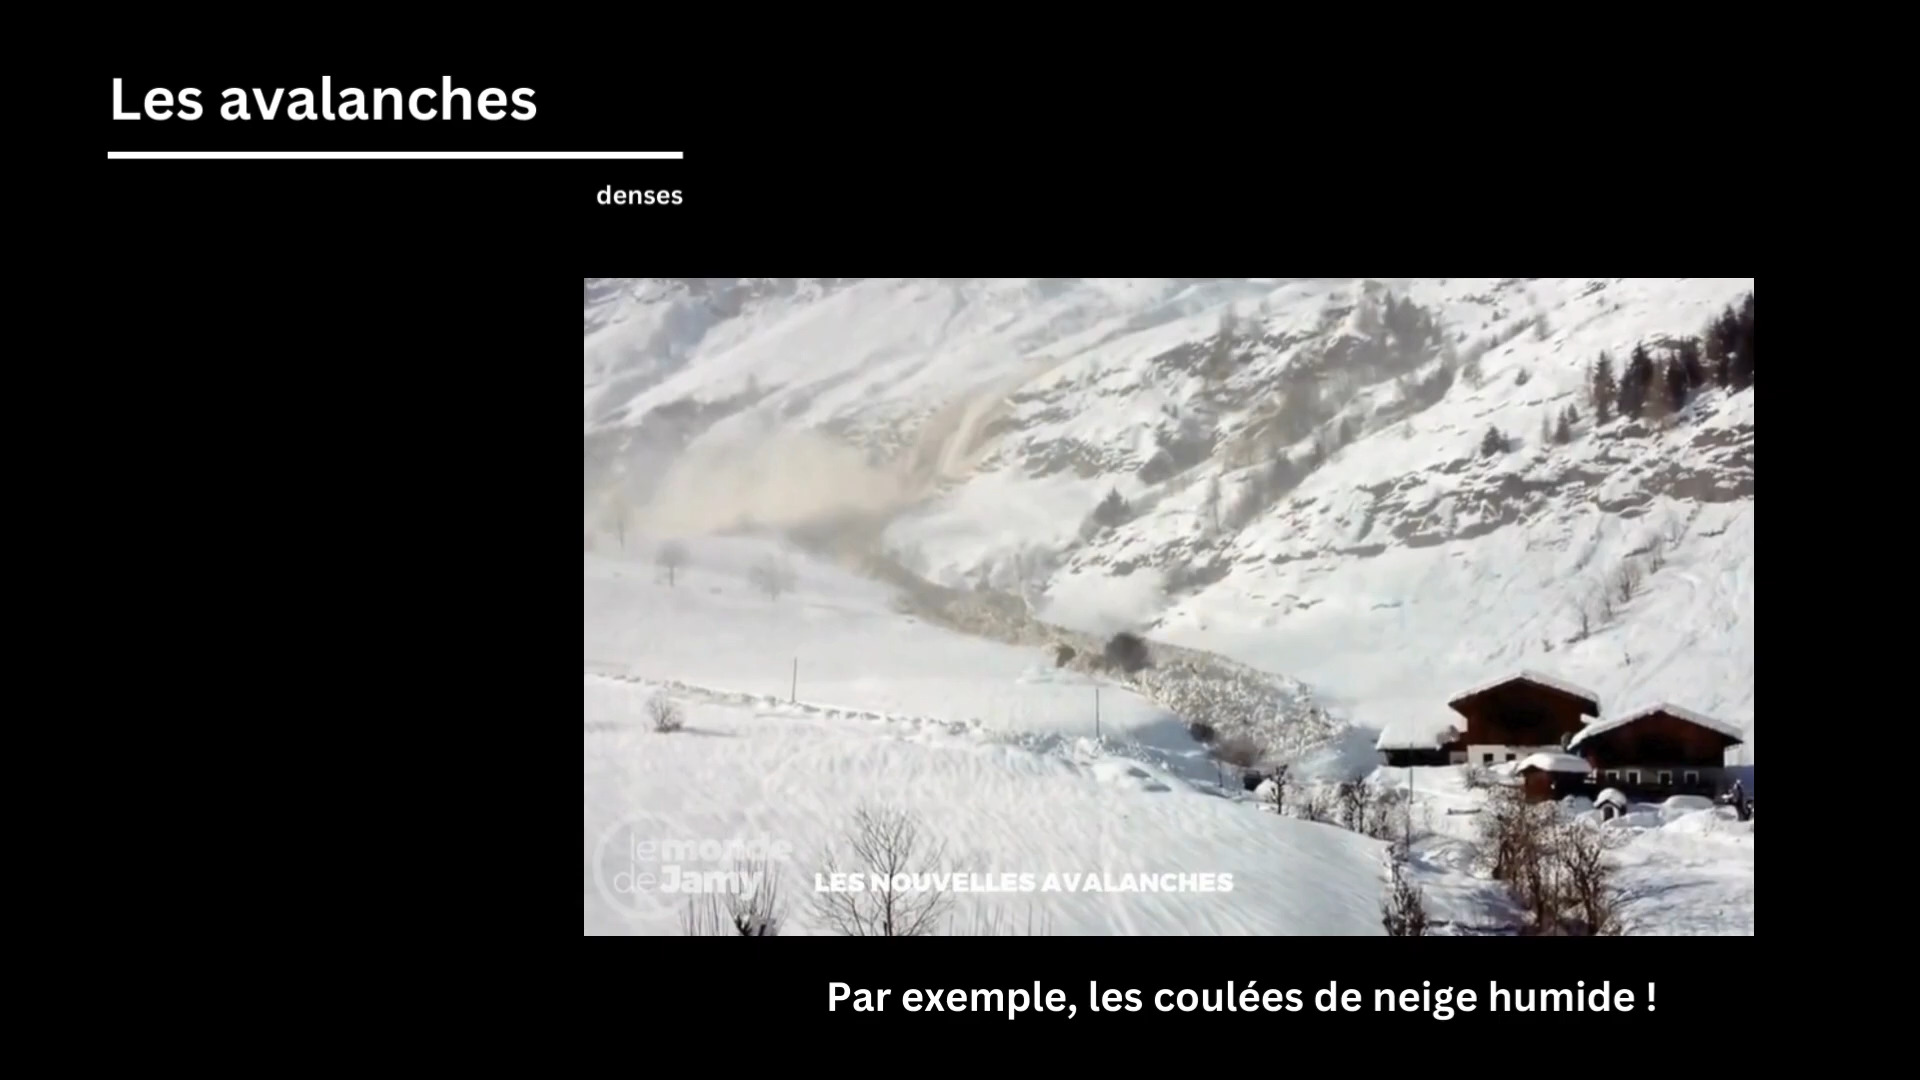 Les avalanches
denses
le monde
de Jamy
LES NOUVELLES AVALANCHES
Par exemple, les coulées de neige humide !